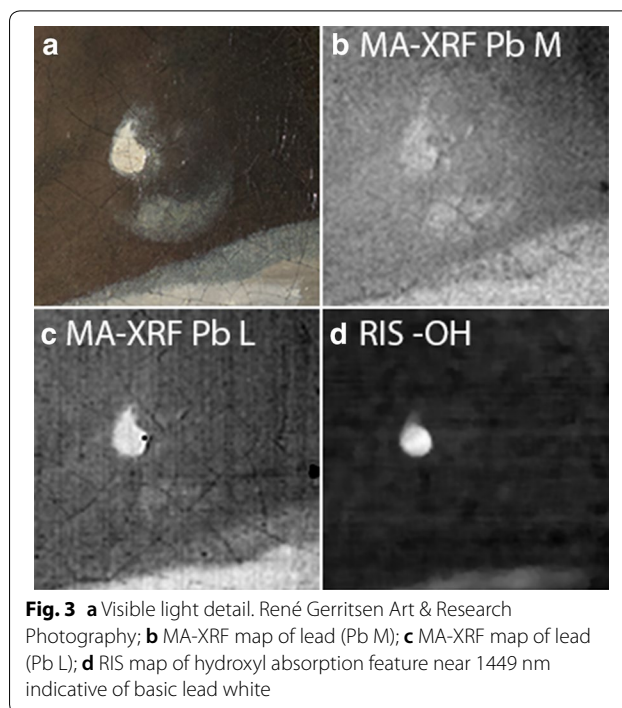 a
b MA-XRF Pb M
c MA-XRF Pb L
d RIS -OH
Fig. 3 a Visible light detail. René Gerritsen Art & Research
Photography; b MA-XRF map of lead (Pb M); c MA-XRF map of lead
(Pb L); d RIS map of hydroxyl absorption feature near 1449 nm
indicative of basic lead white